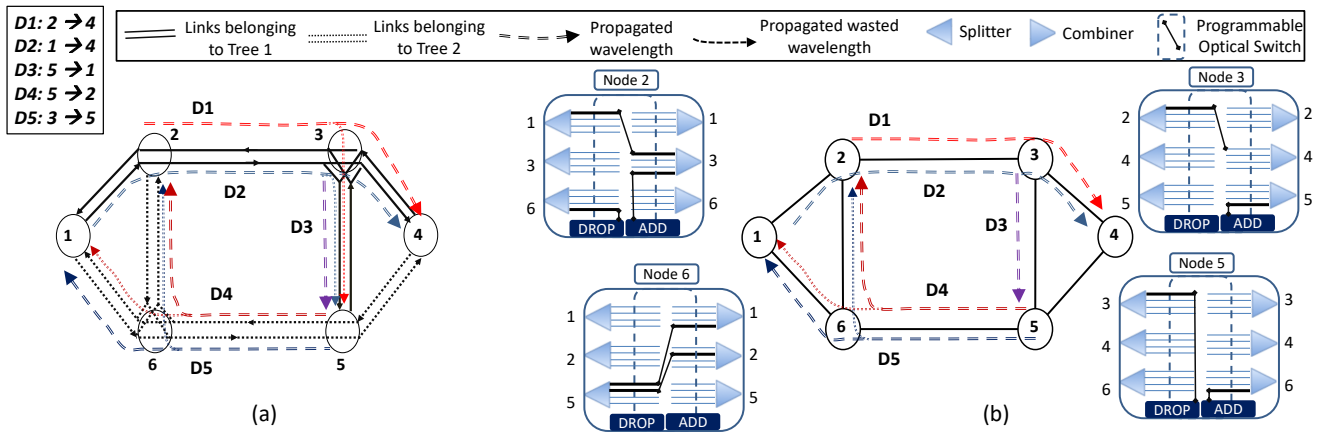 D1: 2 → 4
D2: 1 → 4
D3: 5 → 1
D4: 5 → 2
D5: 3 → 5
Links belonging
to Tree 1
Links belonging
to Tree 2
Propagated
wavelength
Propagated wasted
wavelength
Splitter
Combiner
Programmable
Optical Switch
D1
2
3
D2
1
D3
4
D4
6
D5
5
(a)
Node 2
1
1
3
3
6
6
DROP
ADD
Node 6
1
1
2
2
5
5
DROP
ADD
D1
2
3
D2
1
D3
4
D4
6
5
D5
(b)
Node 3
2
2
4
4
5
5
DROP
ADD
Node 5
3
3
4
4
6
6
DROP
ADD